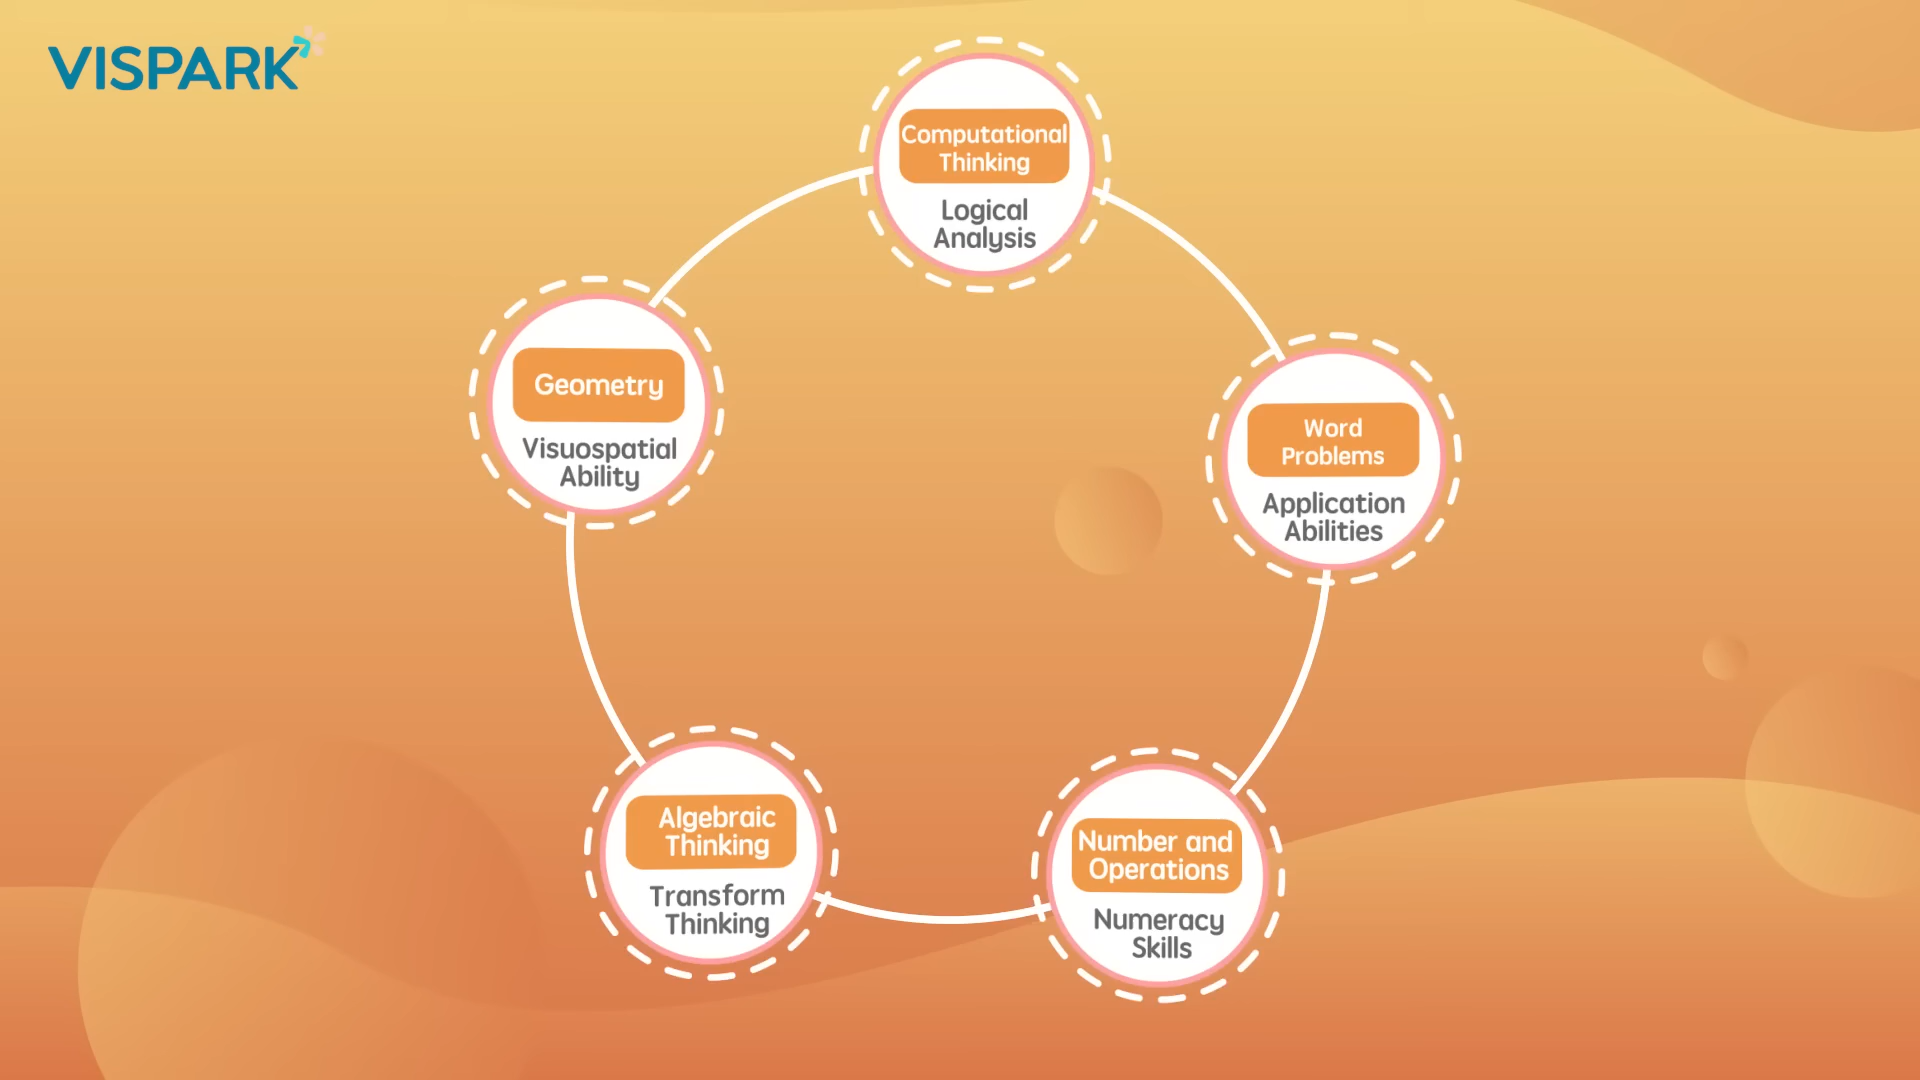 VISPARK
Computational
Thinking
Logical
Analysis
Geometry
Visuospatial
Ability
Word
Problems
Application
Abilities
Algebraic
Thinking
Transform
Thinking
Number and
Operations
Numeracy
Skills